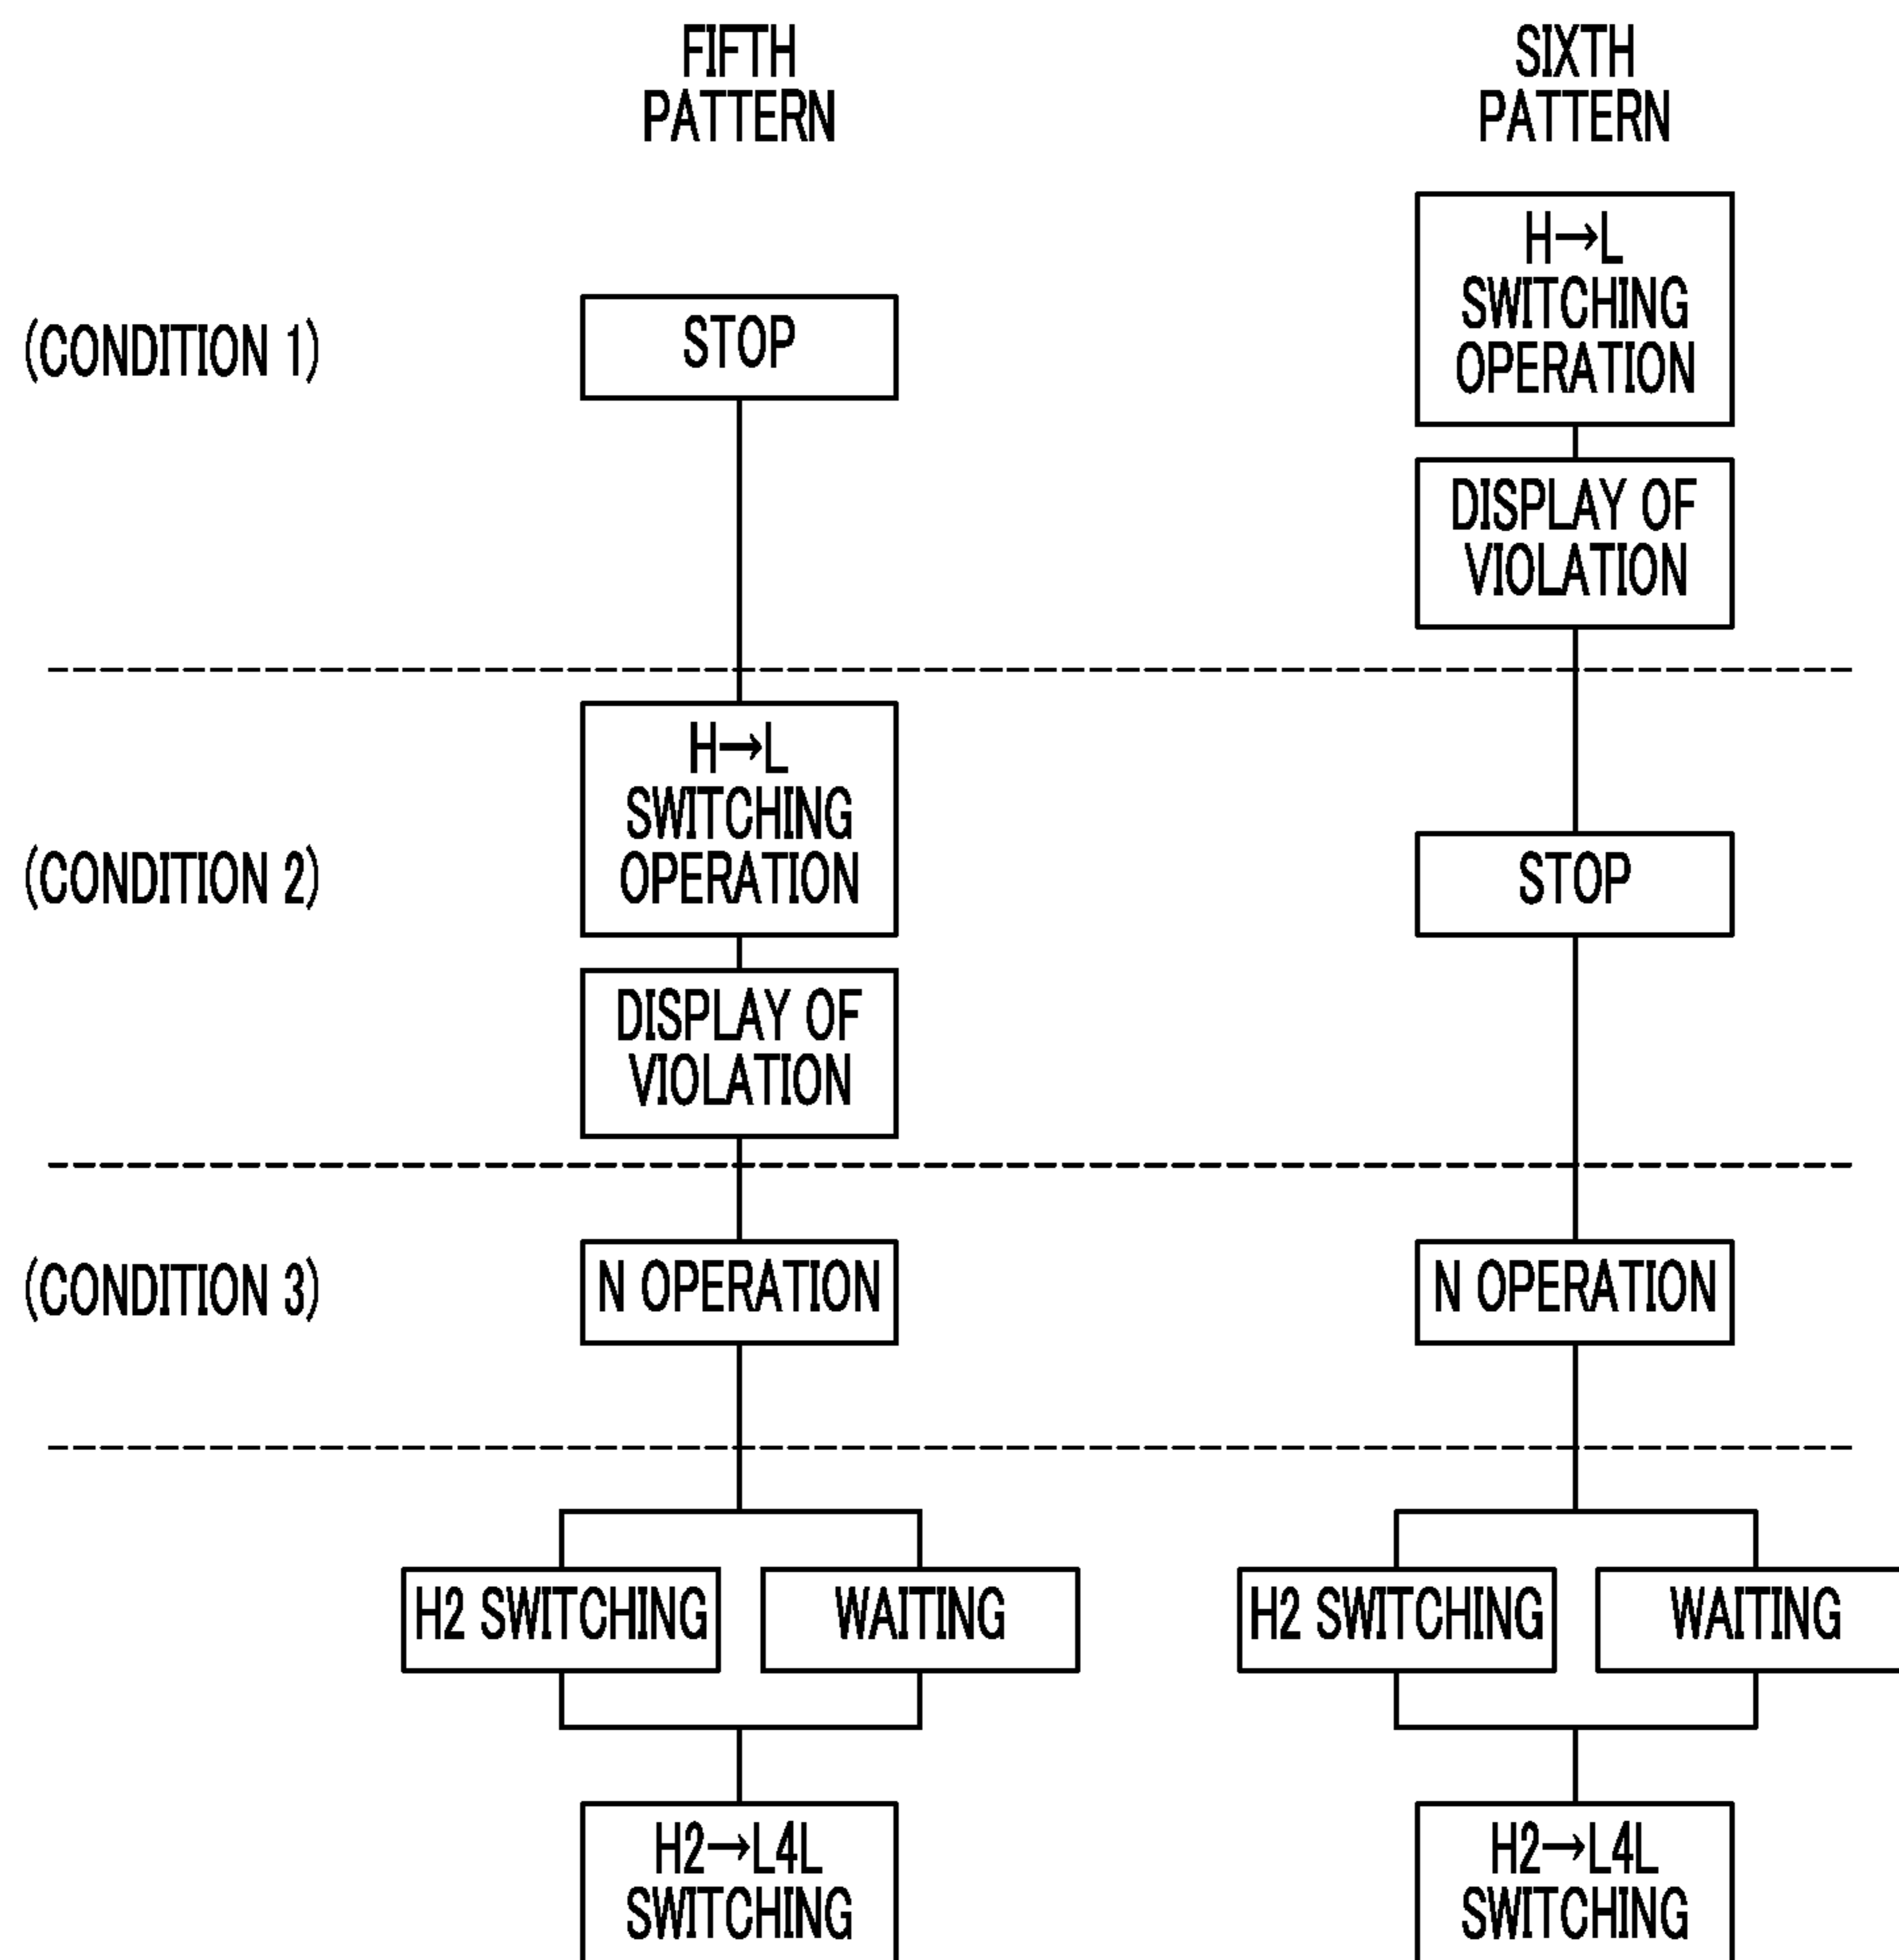 FIFTH
PATTERN
SIXTH
PATTERN
(CONDITION 1)
STOP
H→L
SWITCHING
OPERATION
DISPLAY OF
VIOLATION
(CONDITION 2)
H→L
SWITCHING
OPERATION
DISPLAY OF
VIOLATION
STOP
(CONDITION 3)
N OPERATION
N OPERATION
H2 SWITCHING
WAITING
H2 SWITCHING
WAITING
H2→L4L
SWITCHING
H2→L4L
SWITCHING